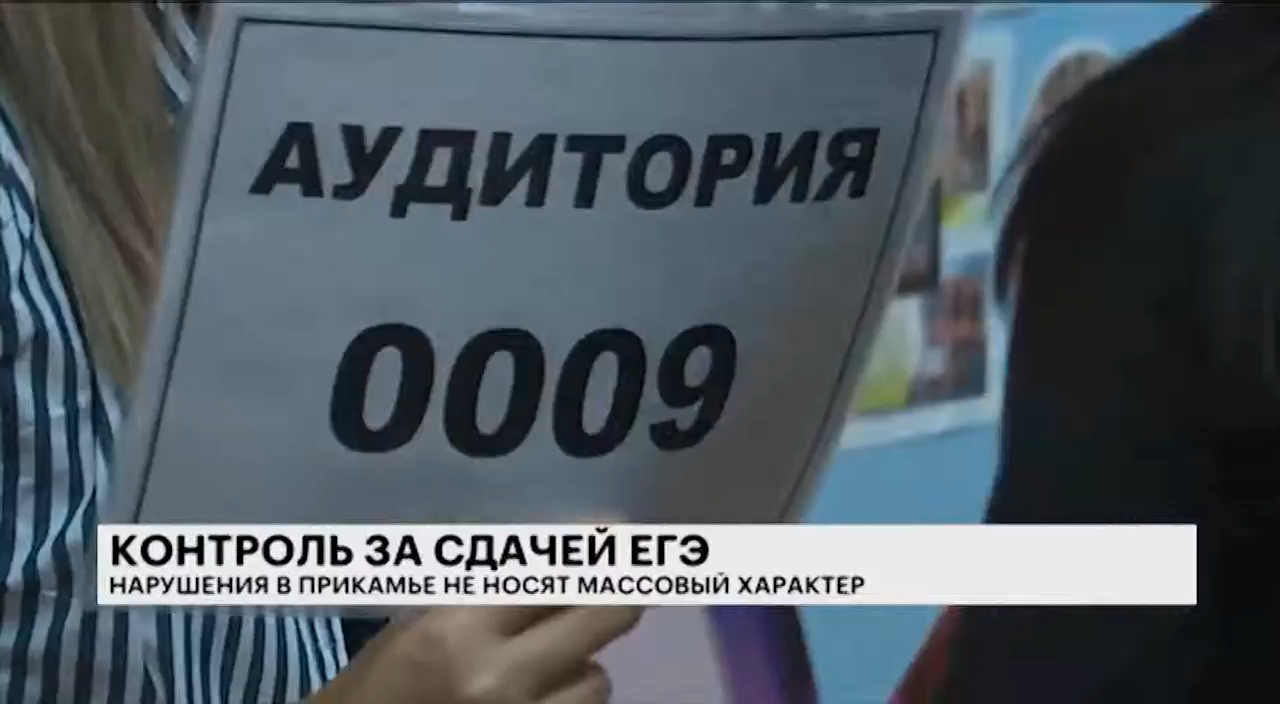 АУДИТОРИЯ
0009
КОНТРОЛЬ ЗА СДАЧЕЙ ЕГЭ
НАРУШЕНИЯ В ПРИКАМЬЕ НЕ НОСЯТ МАССОВЫЙ ХАРАКТЕР